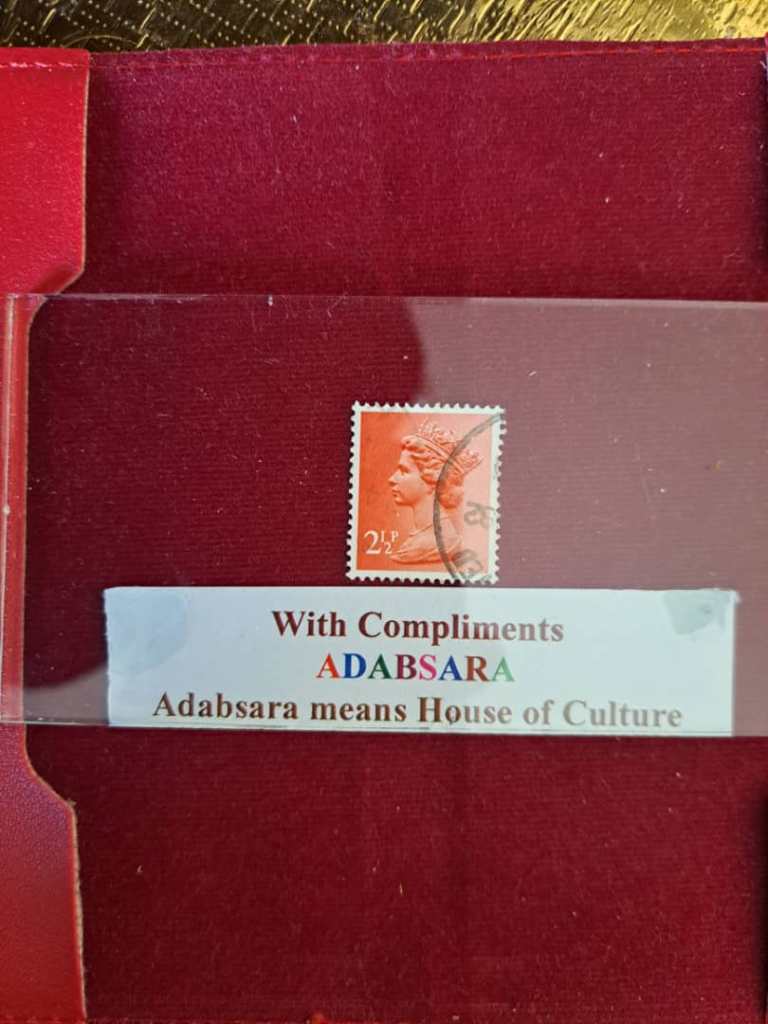 2½P
With Compliments
ADABSARA
Adabsara means House of Culture